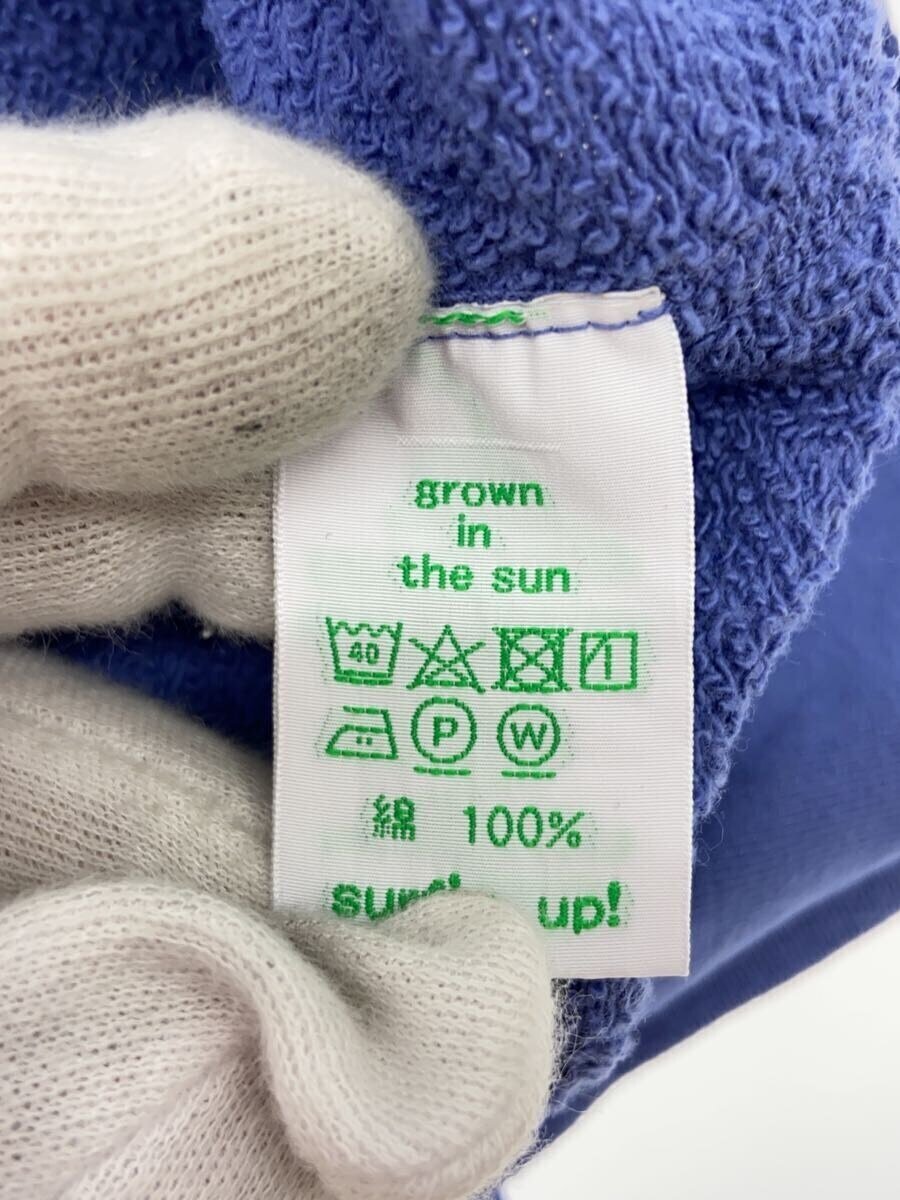 grown
in
the sun
40
P W
綿 100%
up!